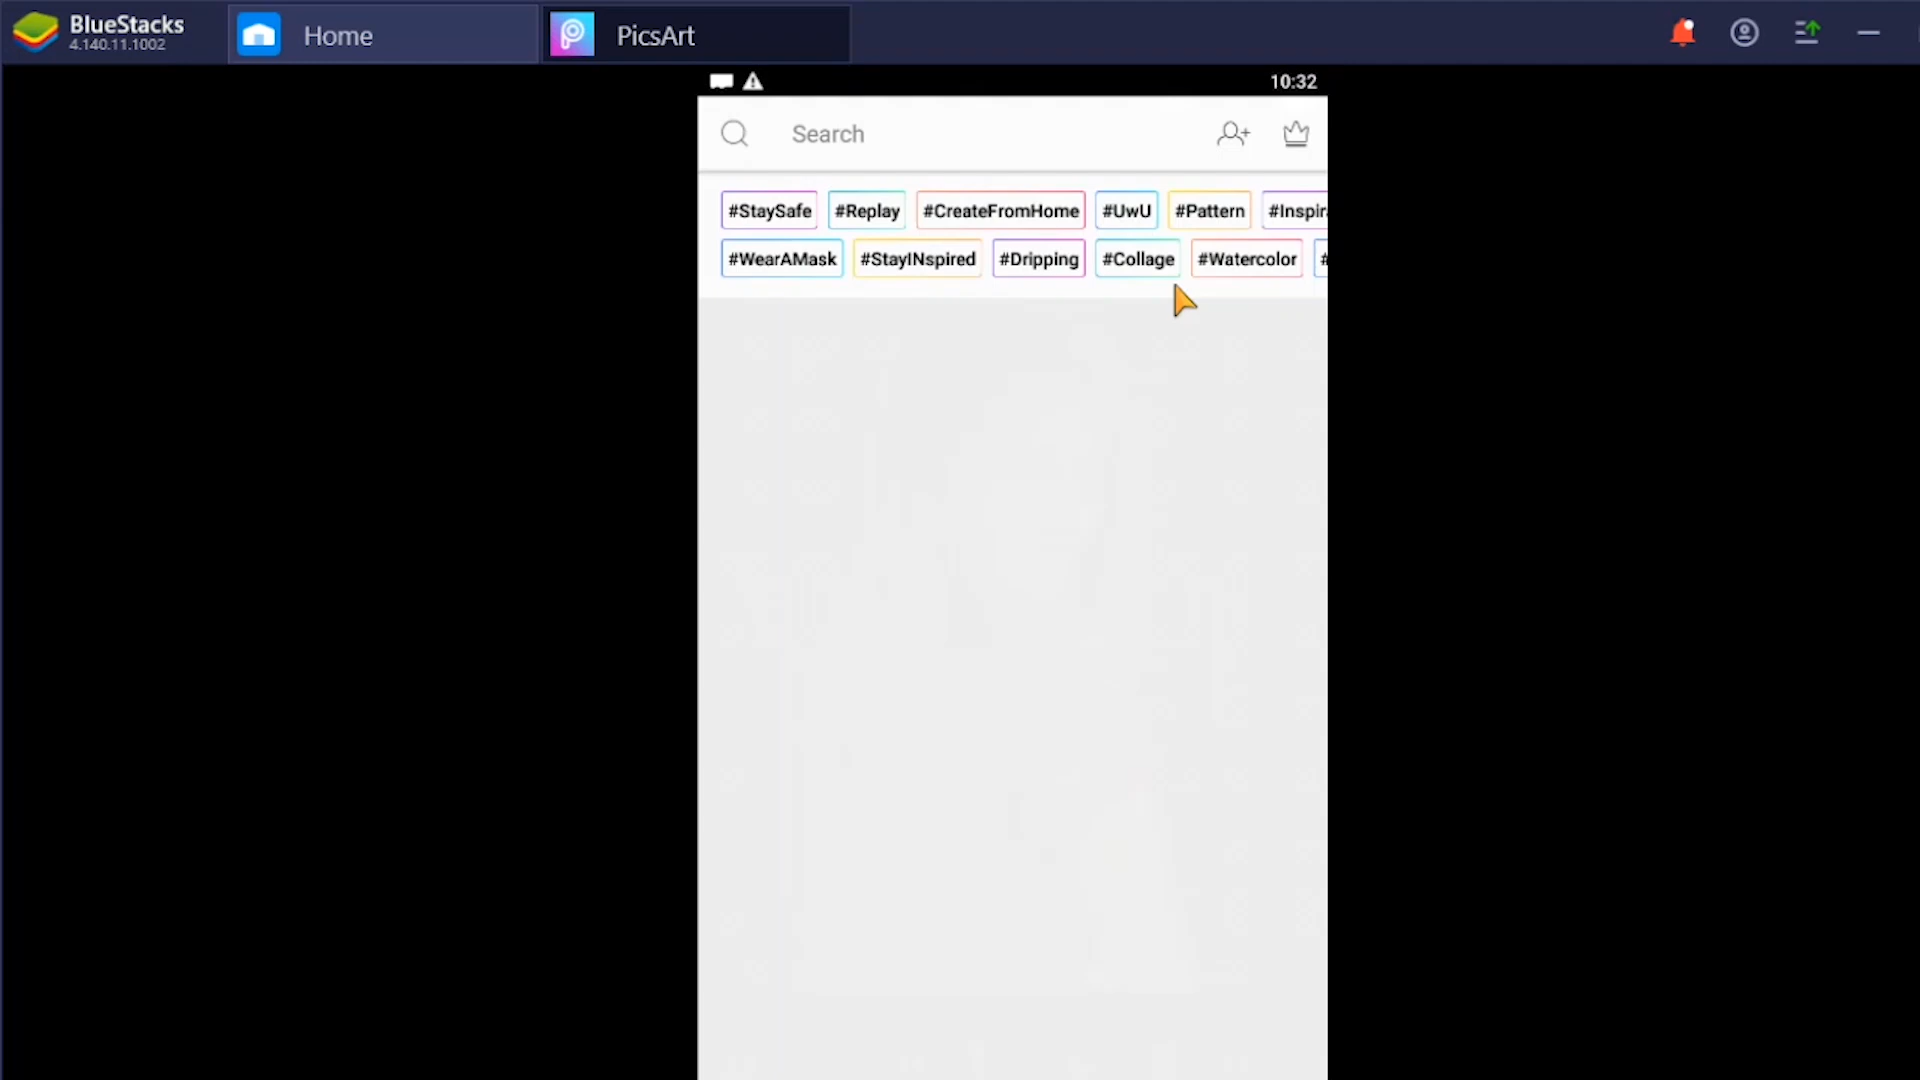 BlueStacks
4.140.11.1002
Home
PicsArt
10:32
Search
#StaySafe #Replay #CreateFromHome #UwU #Pattern #Inspir
#WearAMask #StayINspired #Dripping #Collage #Watercolor #